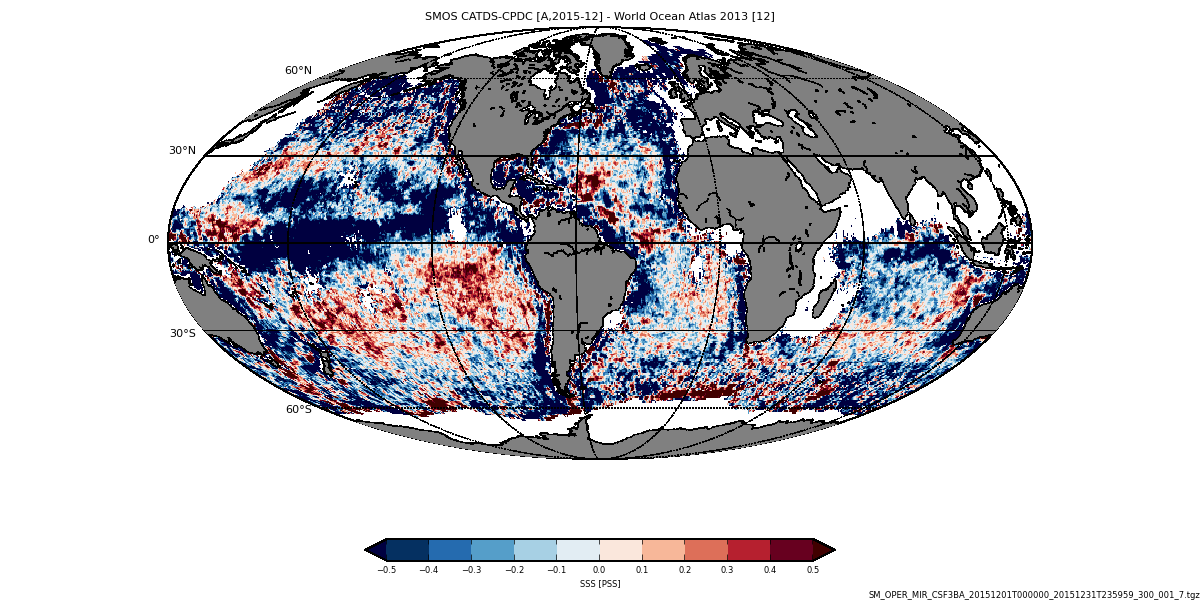 SMOS CATDS-CPDC [A,2015-12] - World Ocean Atlas 2013 [12]
60°N
30°N
0°
30°S
60°S
−0.5 −0.4 −0.3 −0.2 −0.1 0.0 0.1 0.2 0.3 0.4 0.5
SSS [PSS]
SM_OPER_MIR_CSF3BA_20151201T000000_20151231T235959_300_001_7.tgz